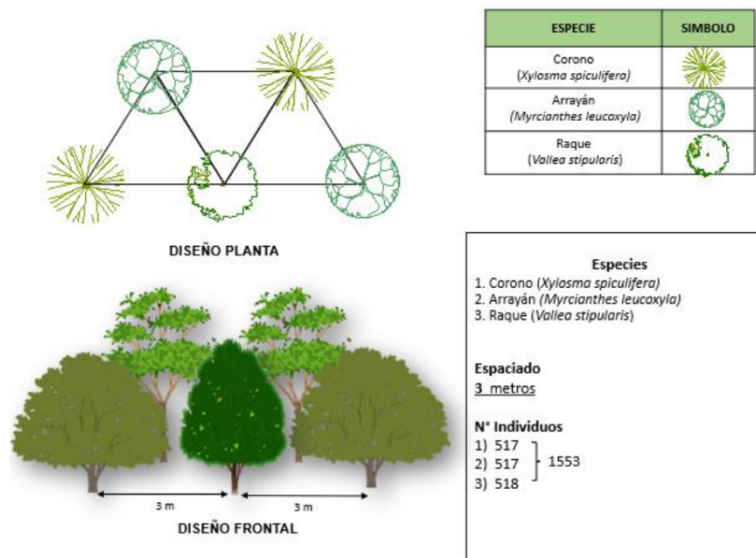 ESPECIE SIMBOLO
Corono
(Xylosma spiculifera)
Arrayán
(Myrcianthes leucoxyla)
Raque
(Vallea stipularis)
DISEÑO PLANTA
3 m 3 m
DISEÑO FRONTAL
Especies
1. Corono (Xylosma spiculifera)
2. Arrayán (Myrcianthes leucoxyla)
3. Raque (Vallea stipularis)
Espaciado
3 metros
N° Individuos
1) 517
2) 517 1553
3) 518